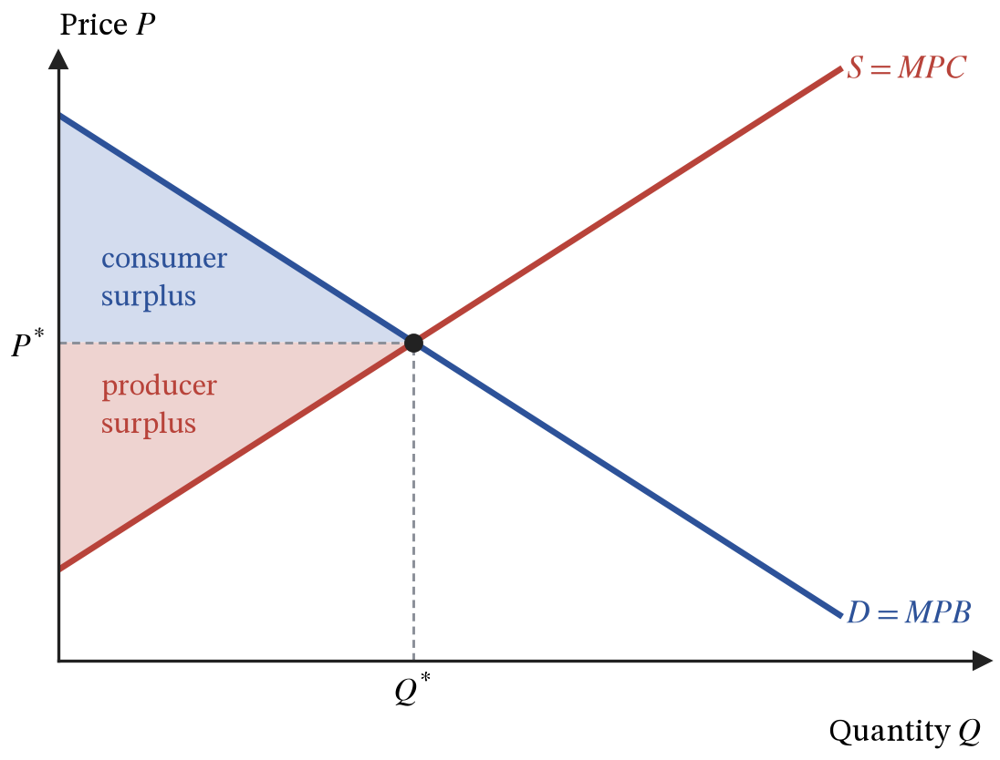 Price P
S = MPC
consumer
surplus
P*
producer
surplus
D = MPB
Q*
Quantity Q